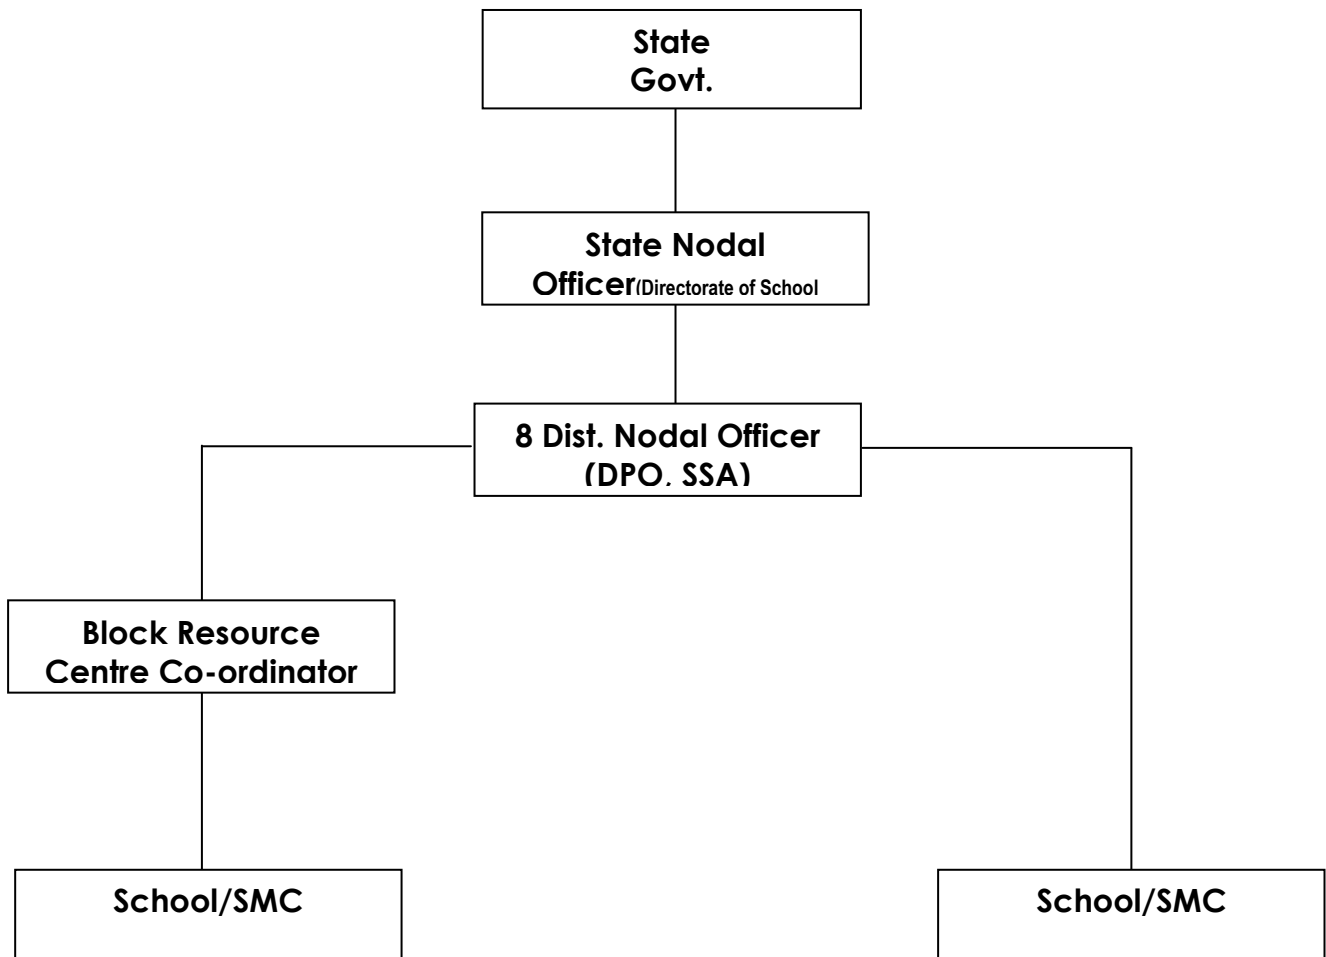 State
Govt.
State Nodal
Officer(Directorate of School
8 Dist. Nodal Officer
(DPO, SSA)
Block Resource
Centre Co-ordinator
School/SMC
School/SMC